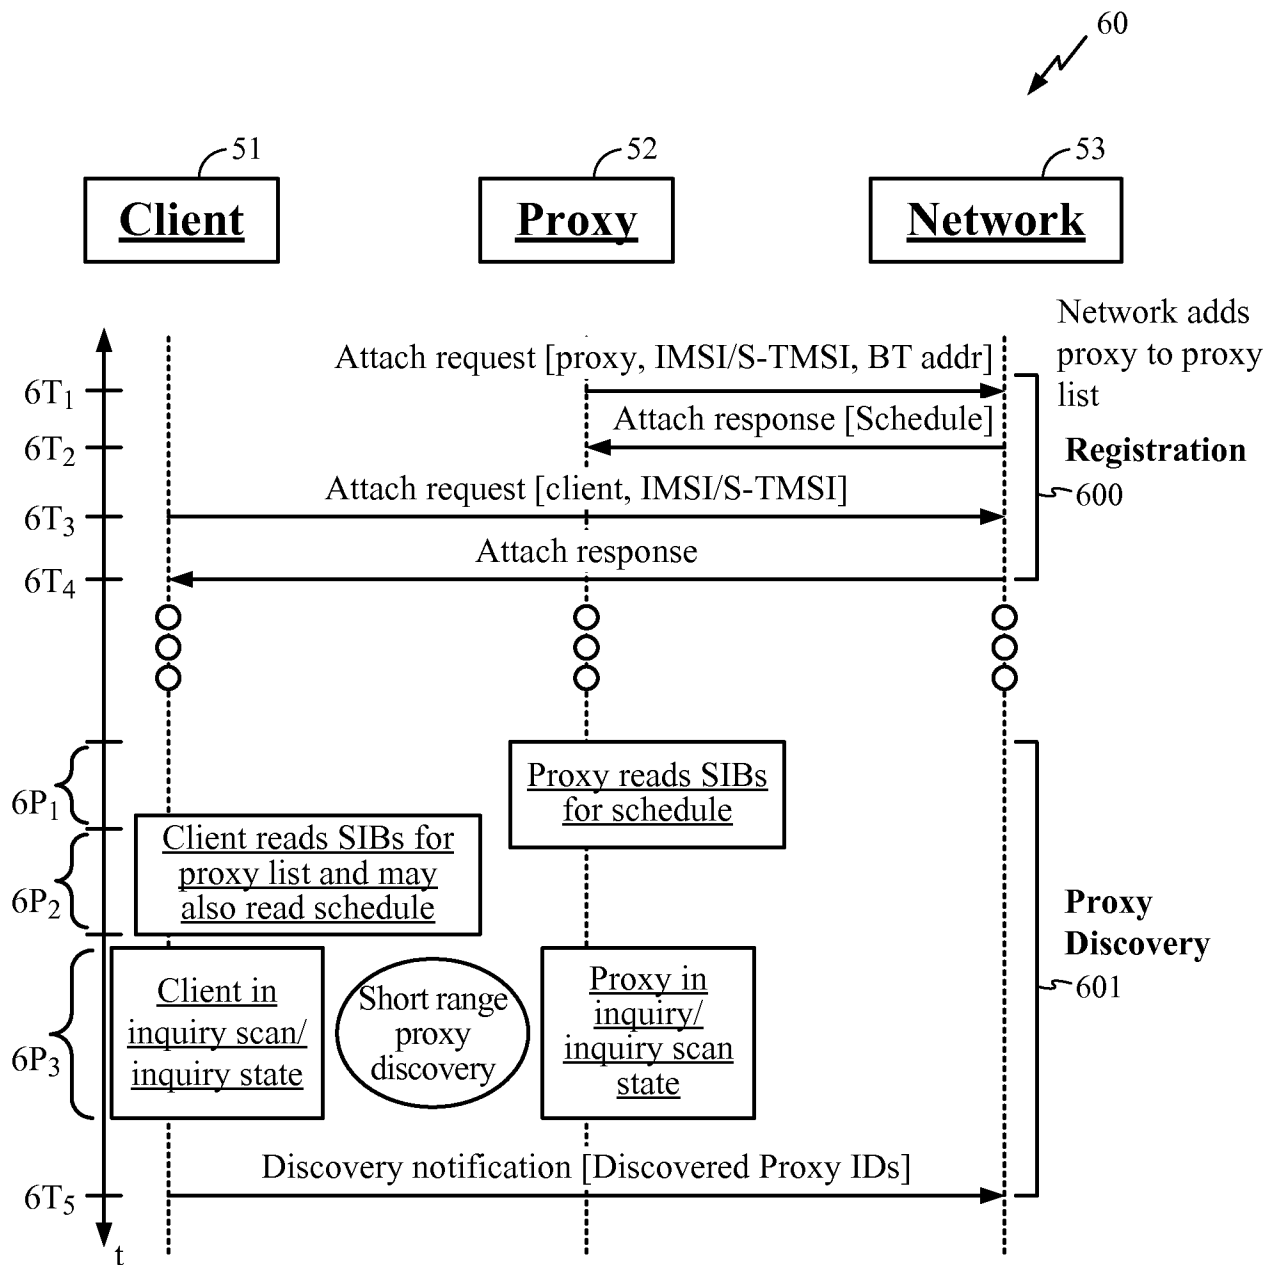 60
51
52
53
Client
Proxy
Network
Network adds
proxy to proxy
list
Attach request [proxy, IMSI/S-TMSI, BT addr]
6T1
Attach response [Schedule]
6T2
Registration
600
Attach request [client, IMSI/S-TMSI]
6T3
Attach response
6T4
6P1
Proxy reads SIBs
for schedule
6P2
Client reads SIBs for
proxy list and may
also read schedule
Proxy
Discovery
601
6P3
Client in
inquiry scan/
inquiry state
Short range
proxy
discovery
Proxy in
inquiry/
inquiry scan
state
Discovery notification [Discovered Proxy IDs]
6T5
t